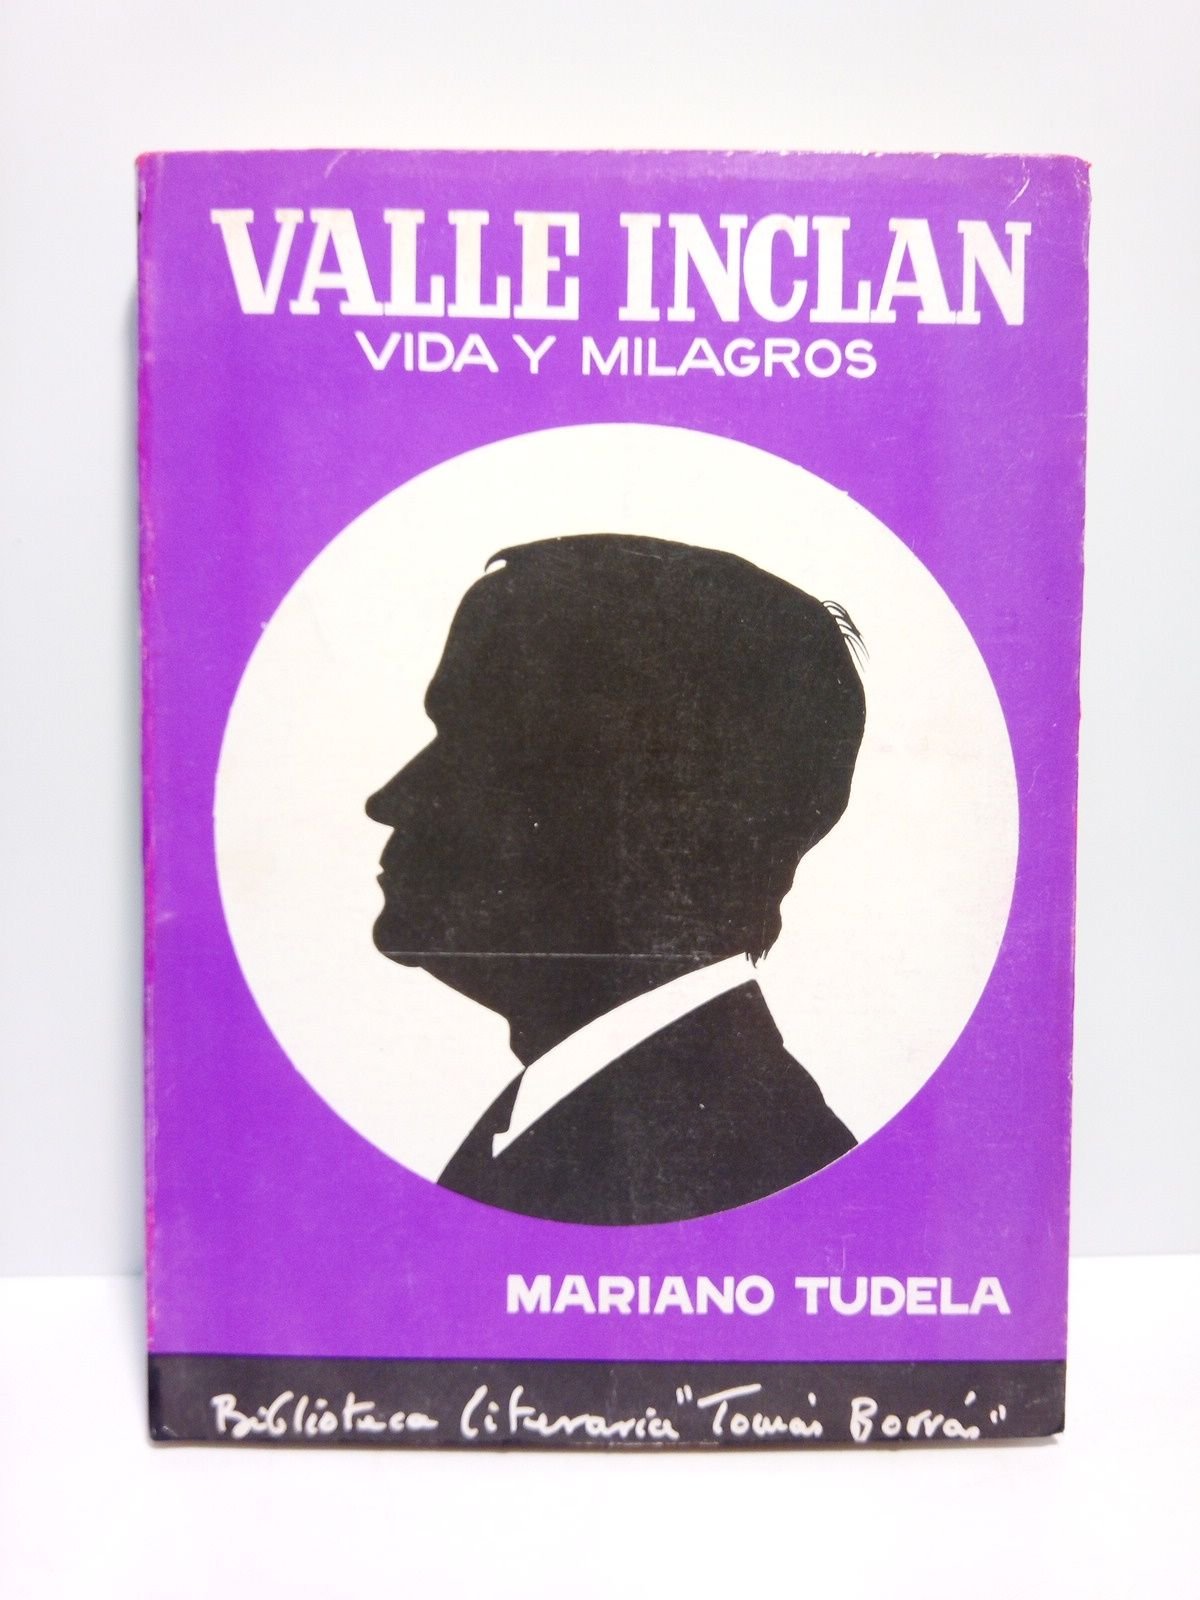 VALLE INCLAN
VIDA Y MILAGROS
MARIANO TUDELA
Biblioteca literaria "Tomás Borrás"